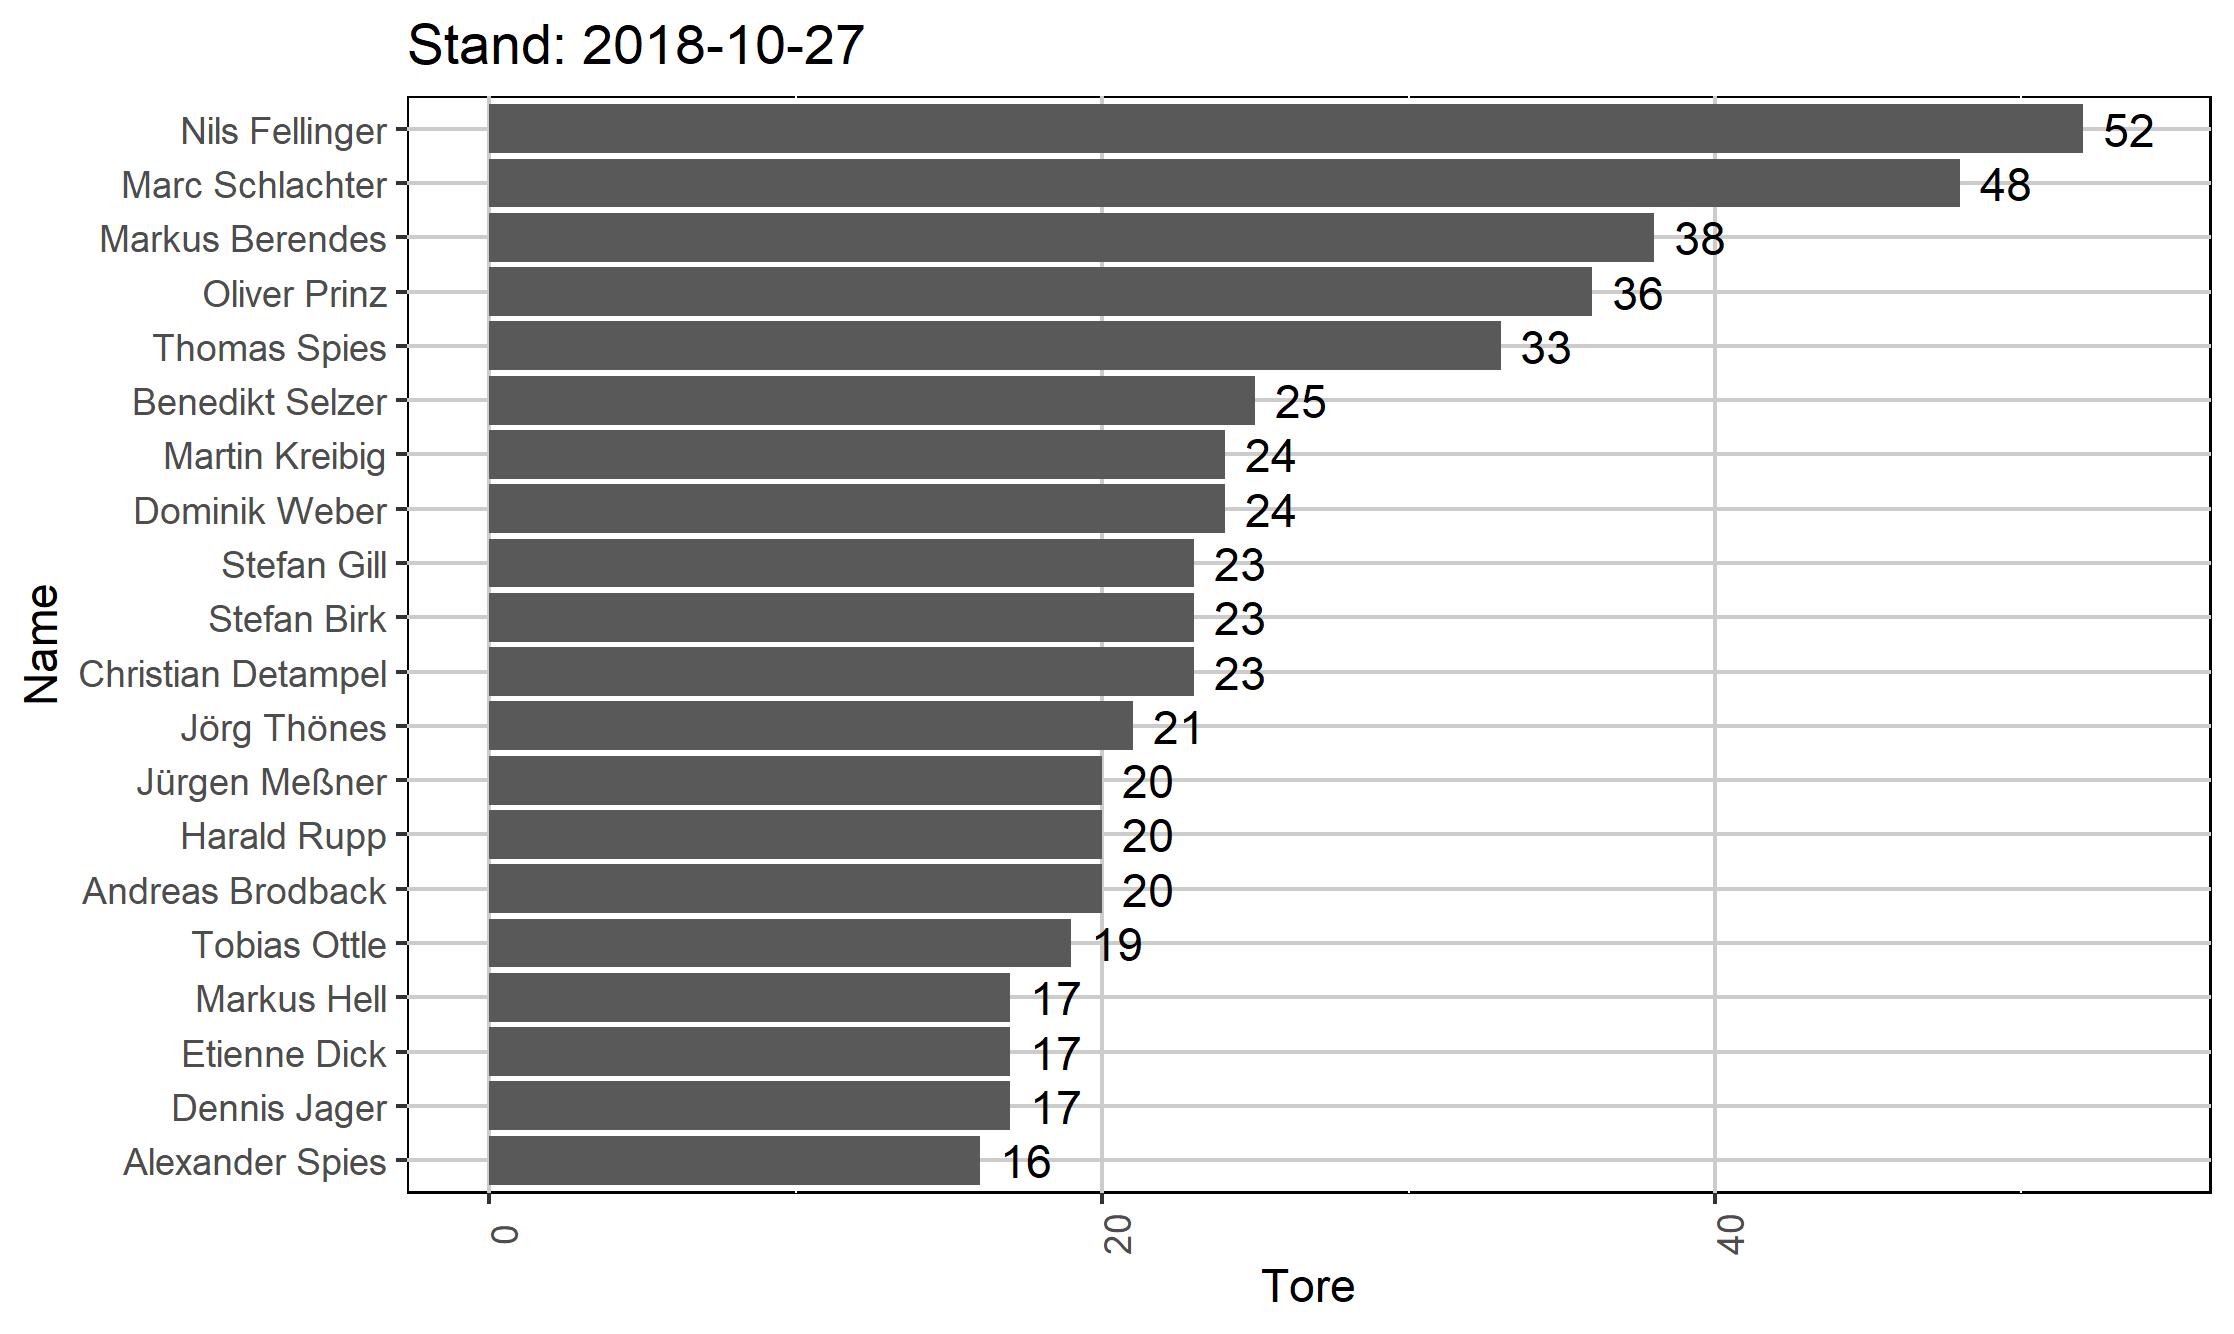 Stand: 2018-10-27
Nils Fellinger 52
Marc Schlachter 48
Markus Berendes 38
Oliver Prinz 36
Thomas Spies 33
Benedikt Selzer 25
Martin Kreibig 24
Dominik Weber 24
Stefan Gill 23
Stefan Birk 23
Christian Detampel 23
Jörg Thönes 21
Jürgen Meßner 20
Harald Rupp 20
Andreas Brodback 20
Tobias Ottle 19
Markus Hell 17
Etienne Dick 17
Dennis Jager 17
Alexander Spies 16
Name
0 20 40
Tore